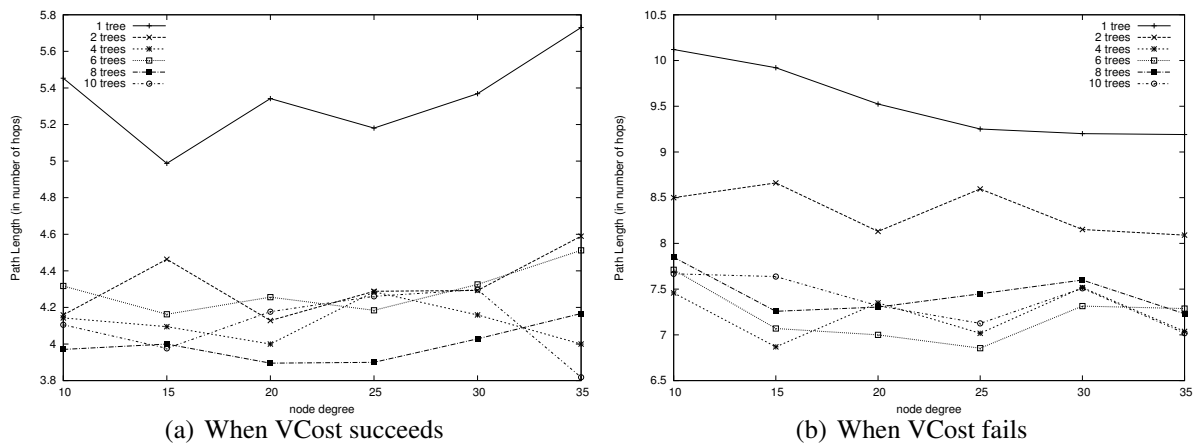 5.8
5.6
5.4
5.2
5
4.8
4.6
4.4
4.2
4
3.8
Path Length (in number of hops)
1 tree
2 trees
4 trees
6 trees
8 trees
10 trees
10
15
20
25
30
35
node degree
(a) When VCost succeeds
10.5
10
9.5
9
8.5
8
7.5
7
6.5
Path Length (in number of hops)
1 tree
2 trees
4 trees
6 trees
8 trees
10 trees
10
15
20
25
30
35
node degree
(b) When VCost fails